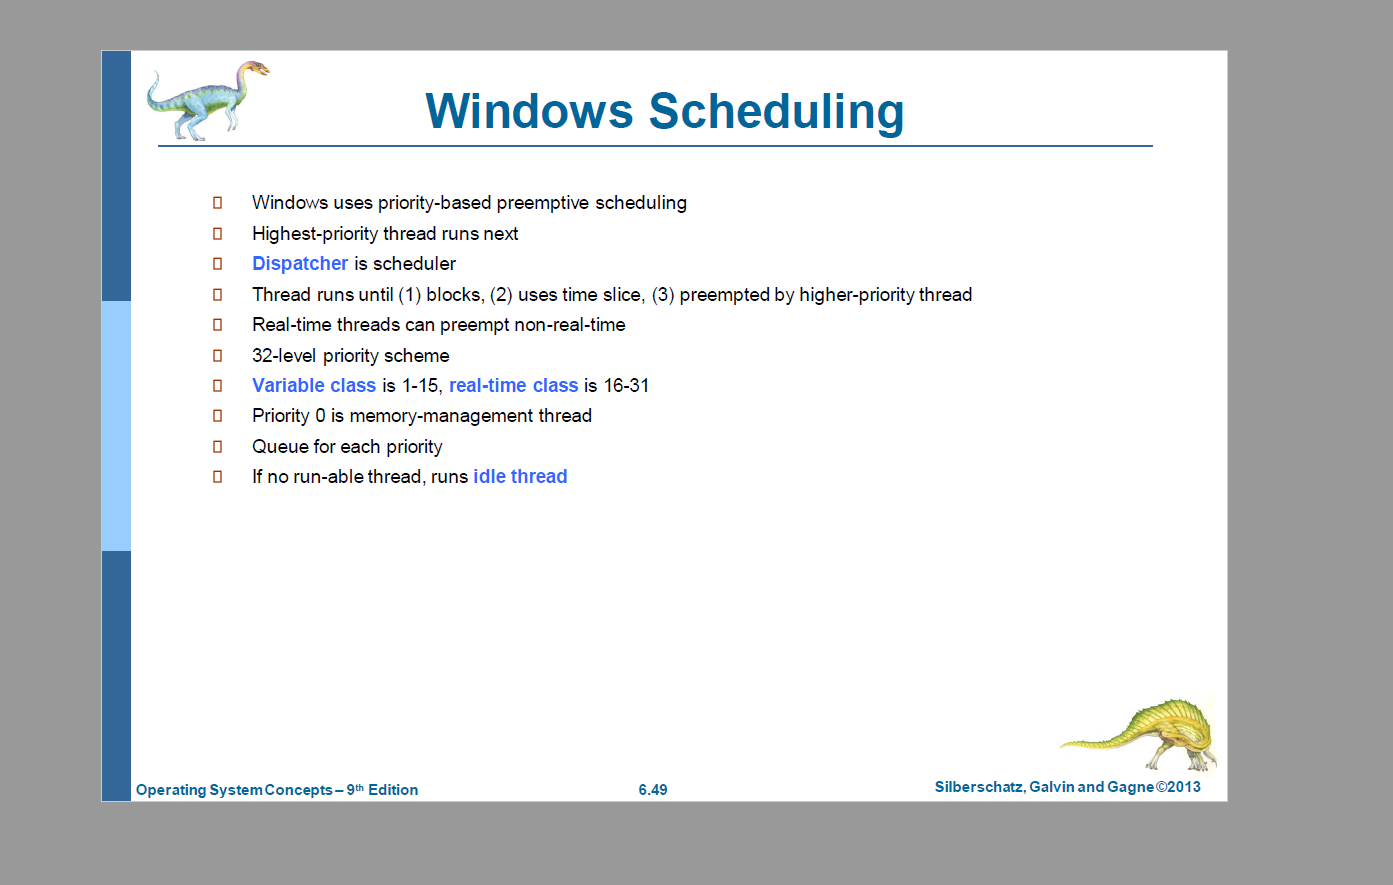 Windows Scheduling
Windows uses priority-based preemptive scheduling
Highest-priority thread runs next
Dispatcher is scheduler
Thread runs until (1) blocks, (2) uses time slice, (3) preempted by higher-priority thread
Real-time threads can preempt non-real-time
32-level priority scheme
Variable class is 1-15, real-time class is 16-31
Priority 0 is memory-management thread
Queue for each priority
If no run-able thread, runs idle thread
Operating System Concepts – 9th Edition
6.49
Silberschatz, Galvin and Gagne ©2013